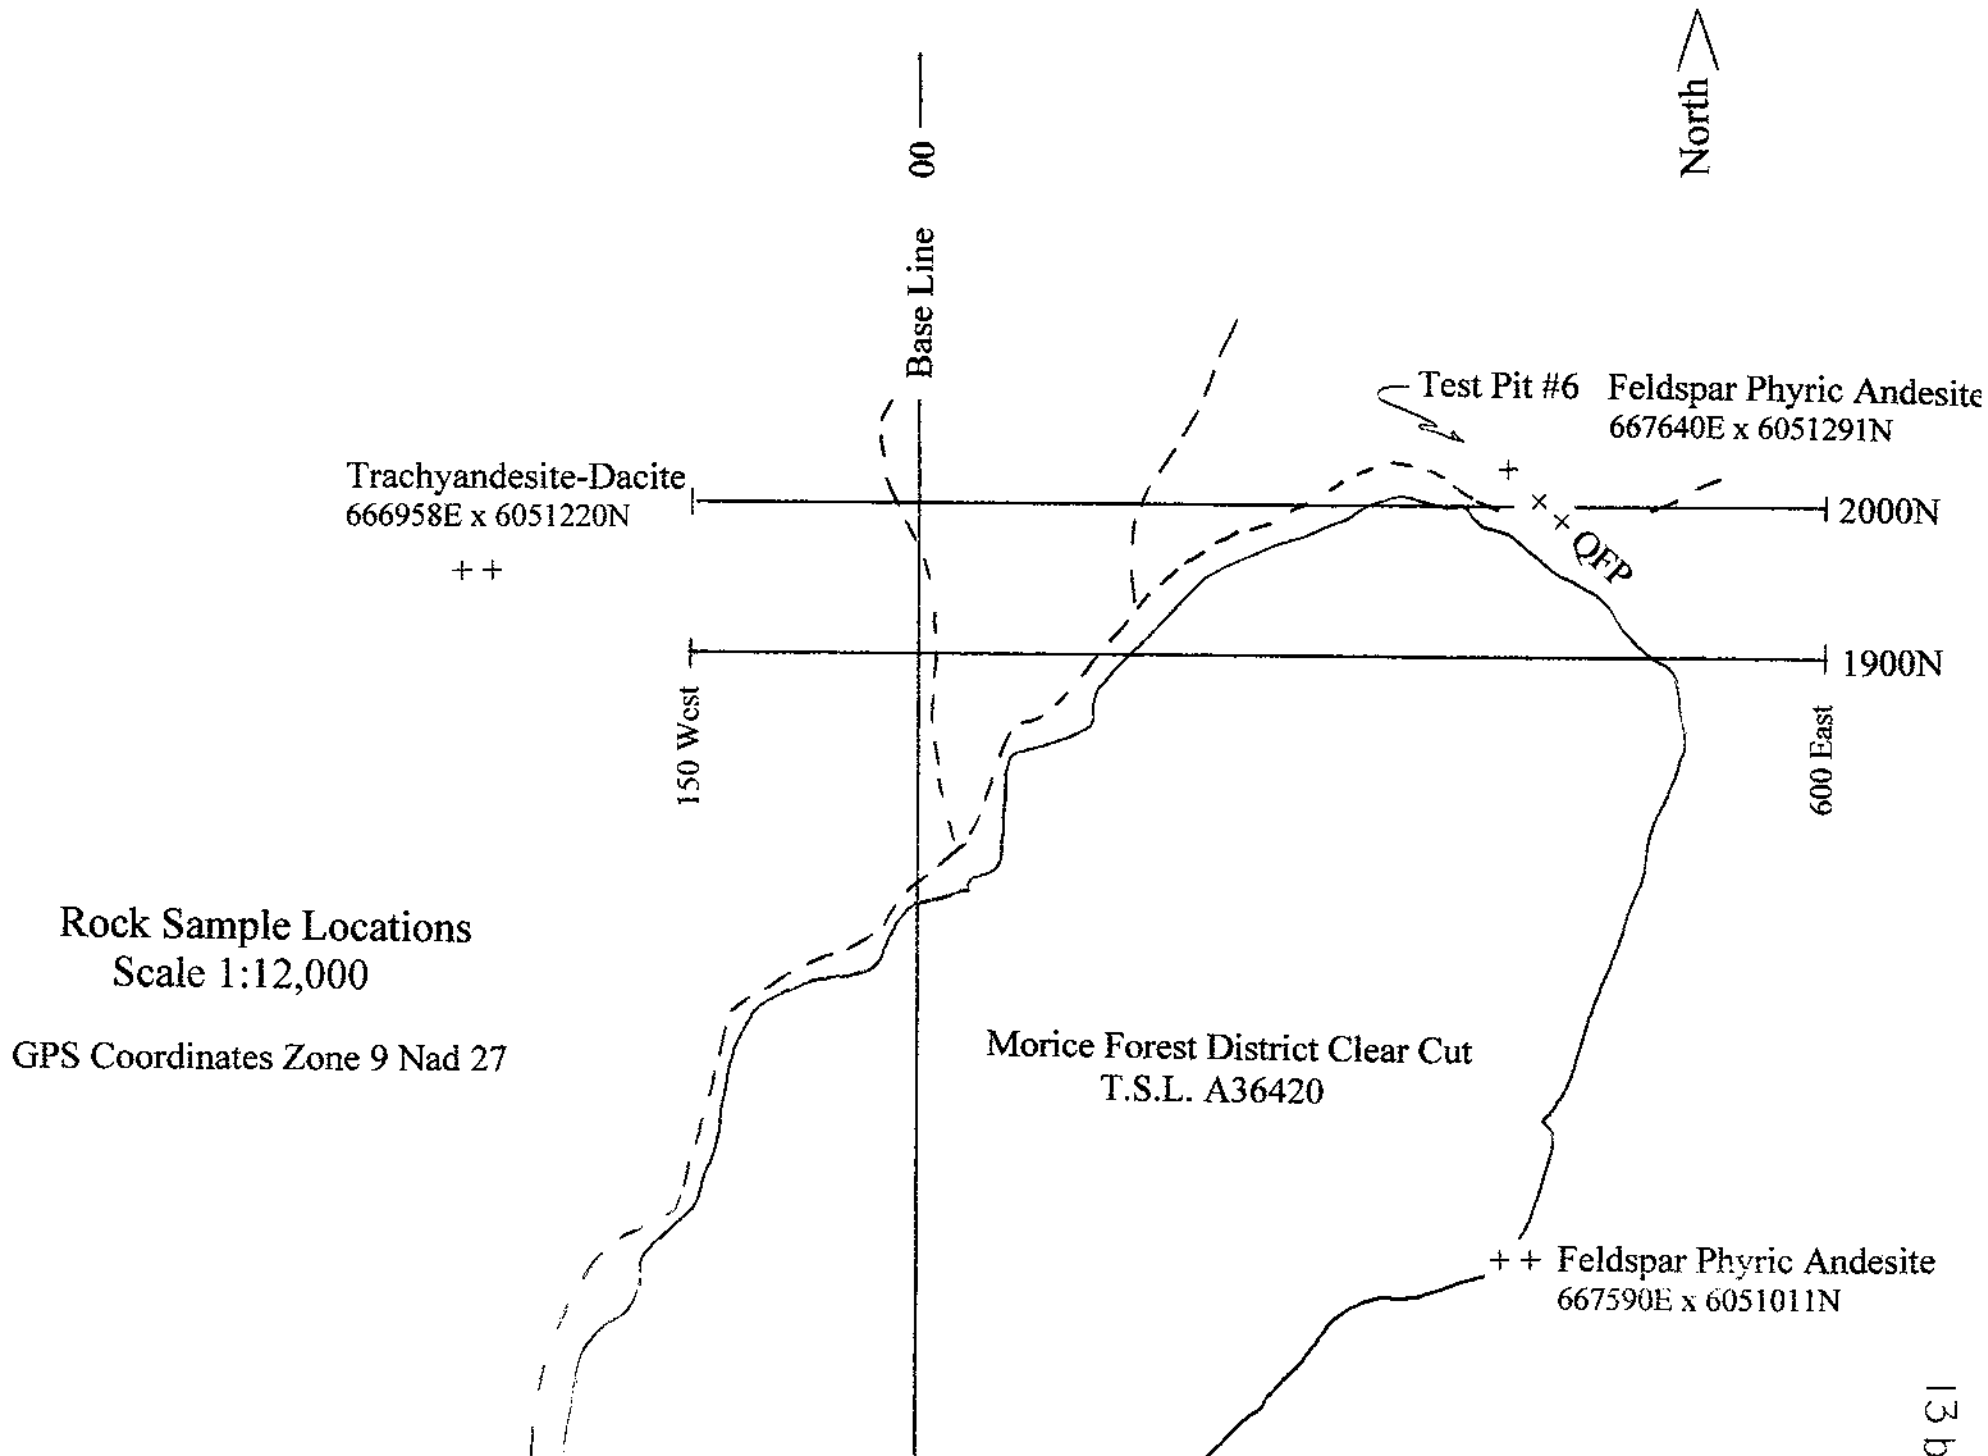 North
Base Line 00
Test Pit #6 Feldspar Phyric Andesite
667640E x 6051291N
Trachyandesite-Dacite
666958E x 6051220N
+ +
+
2000N
× × QFP
1900N
150 West
600 East
Rock Sample Locations
Scale 1:12,000
GPS Coordinates Zone 9 Nad 27
Morice Forest District Clear Cut
T.S.L. A36420
+ + Feldspar Phyric Andesite
667590E x 6051011N
13 b